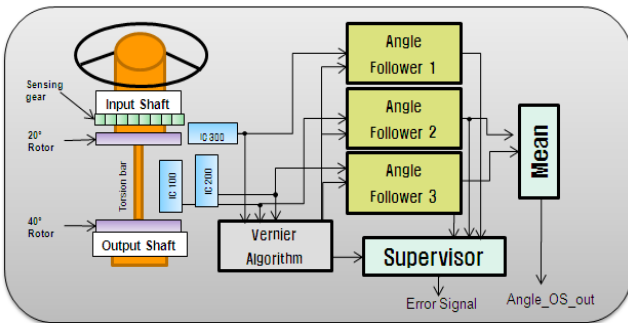 Sensing
gear
Input Shaft
20° Rotor
IC 300
Torsion bar
IC 100
IC 200
40° Rotor
Output Shaft
Vernier
Algorithm
Angle
Follower 1
Angle
Follower 2
Angle
Follower 3
Mean
Supervisor
Error Signal
Angle_OS_out